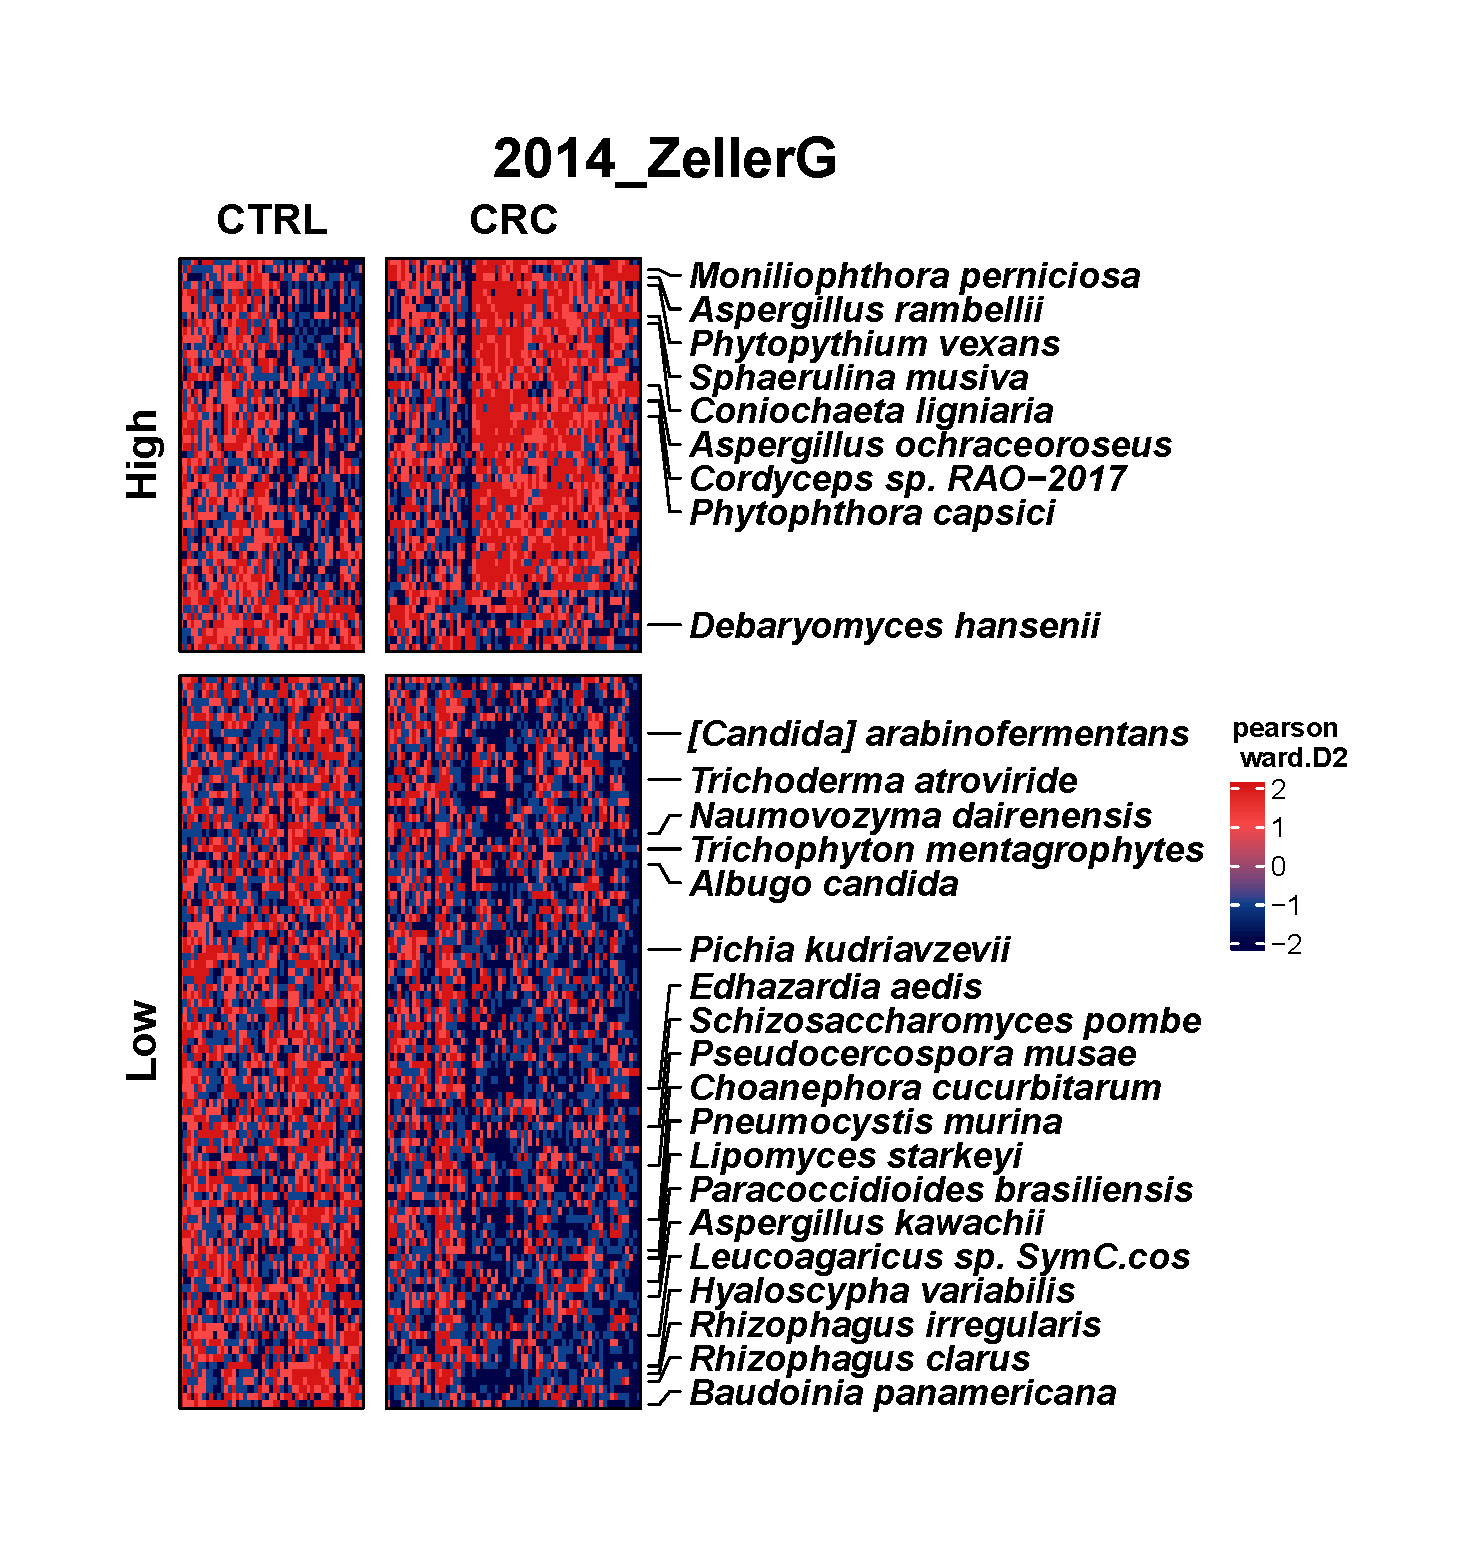 2014_ZellerG
CTRL
CRC
High
Moniliophthora perniciosa
Aspergillus rambellii
Phytopythium vexans
Sphaerulina musiva
Coniochaeta ligniaria
Aspergillus ochraceoroseus
Cordyceps sp. RAO−2017
Phytophthora capsici
Debaryomyces hansenii
Low
[Candida] arabinofermentans
Trichoderma atroviride
Naumovozyma dairenensis
Trichophyton mentagrophytes
Albugo candida
Pichia kudriavzevii
Edhazardia aedis
Schizosaccharomyces pombe
Pseudocercospora musae
Choanephora cucurbitarum
Pneumocystis murina
Lipomyces starkeyi
Paracoccidioides brasiliensis
Aspergillus kawachii
Leucoagaricus sp. SymC.cos
Hyaloscypha variabilis
Rhizophagus irregularis
Rhizophagus clarus
Baudoinia panamericana
pearson
ward.D2
2
1
0
−1
−2